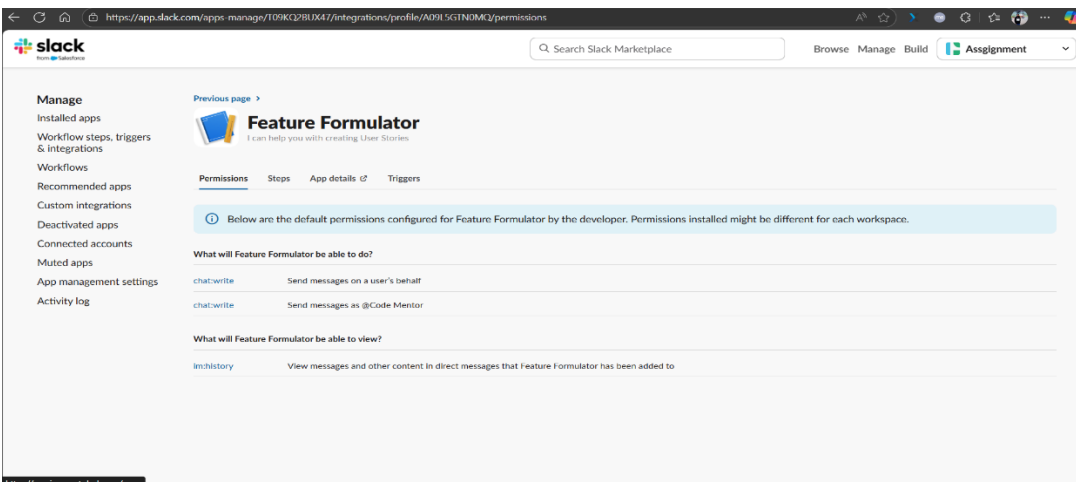 https://app.slack.com/apps-manage/T09KQ2BUX47/integrations/profile/A09L5GTN0MQ/permissions
slack
from Salesforce
Search Slack Marketplace
Browse Manage Build
Assgignment
Manage
Installed apps
Workflow steps, triggers
& integrations
Workflows
Recommended apps
Custom integrations
Deactivated apps
Connected accounts
Muted apps
App management settings
Activity log
Previous page >
Feature Formulator
I can help you with creating User Stories
Permissions Steps App details Triggers
Below are the default permissions configured for Feature Formulator by the developer. Permissions installed might be different for each workspace.
What will Feature Formulator be able to do?
chat:write Send messages on a user's behalf
chat:write Send messages as @Code Mentor
What will Feature Formulator be able to view?
im:history View messages and other content in direct messages that Feature Formulator has been added to